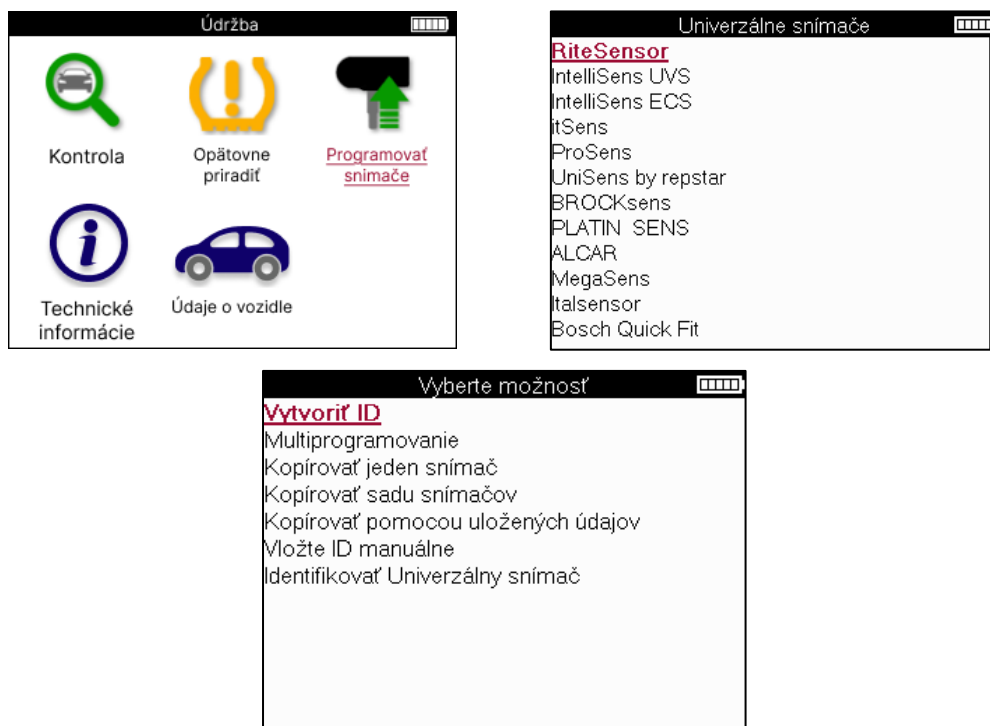 Údržba
Kontrola
Opätovne
priradiť
Programovať
snimače
Technické
informácie
Údaje o vozidle
Univerzálne snímače
RiteSensor
IntelliSens UVS
IntelliSens ECS
itSens
ProSens
UniSens by repstar
BROCKsens
PLATIN SENS
ALCAR
MegaSens
Italsensor
Bosch Quick Fit
Vyberte možnosť
Vytvoriť ID
Multiprogramovanie
Kopírovať jeden snímač
Kopírovať sadu snímačov
Kopírovať pomocou uložených údajov
Vložte ID manuálne
Identifikovať Univerzálny snímač